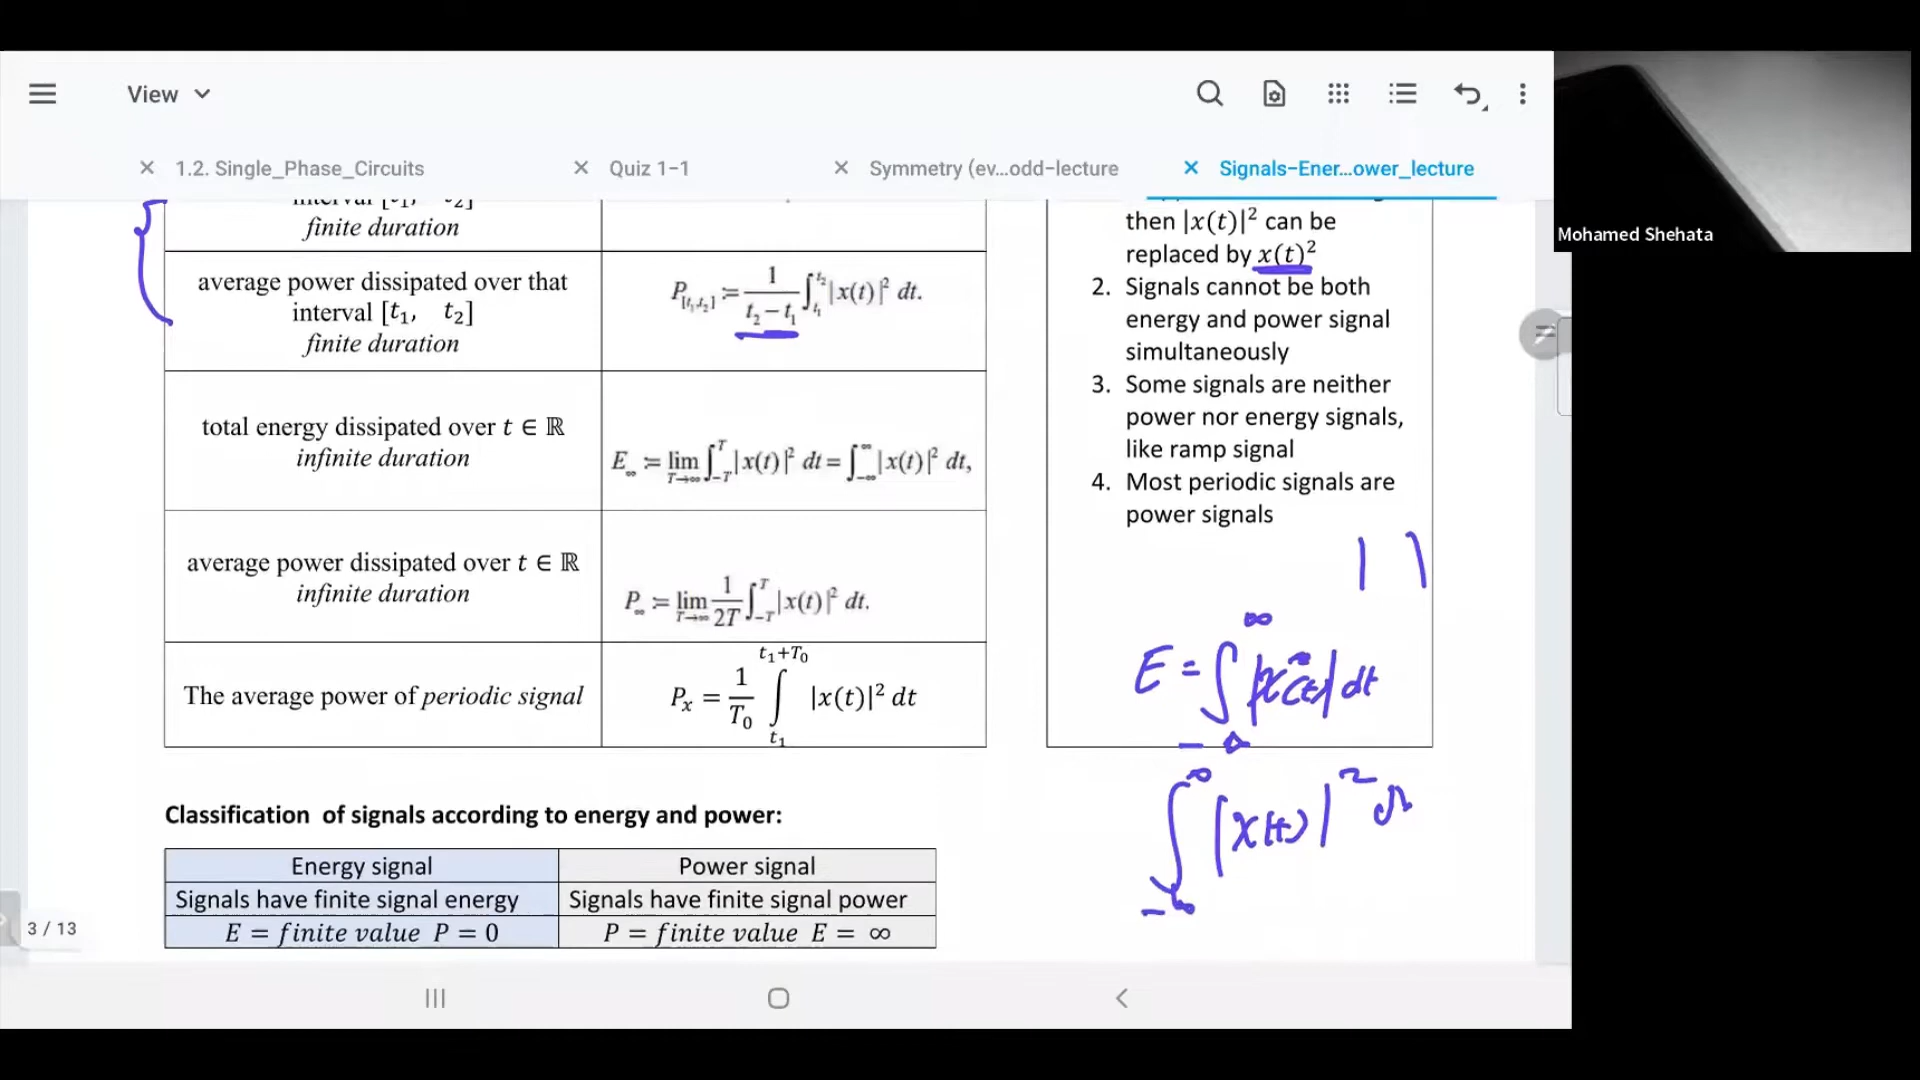 View
1.2. Single_Phase_Circuits
Quiz 1-1
Symmetry (ev...odd-lecture
Signals-Ener...ower_lecture
Mohamed Shehata
interval [t₁, t₂]
finite duration
average power dissipated over that
interval [t₁, t₂]
finite duration
P[t₁,t₂] := 1/(t₂ − t₁) ∫_{t₁}^{t₂} |x(t)|² dt.
total energy dissipated over t ∈ ℝ
infinite duration
E∞ := lim_{T→∞} ∫_{−T}^{T} |x(t)|² dt = ∫_{−∞}^{∞} |x(t)|² dt,
average power dissipated over t ∈ ℝ
infinite duration
P∞ := lim_{T→∞} 1/2T ∫_{−T}^{T} |x(t)|² dt.
The average power of periodic signal
Pₓ = 1/T₀ ∫_{t₁}^{t₁+T₀} |x(t)|² dt
then |x(t)|² can be
replaced by x(t)²
2. Signals cannot be both
energy and power signal
simultaneously
3. Some signals are neither
power nor energy signals,
like ramp signal
4. Most periodic signals are
power signals
E = ∫_{−∞}^{∞} |x²(t)| dt
∫_{−∞}^{∞} |x(t)|² dt
Classification of signals according to energy and power:
Energy signal
Power signal
Signals have finite signal energy
Signals have finite signal power
E = finite value P = 0
P = finite value E = ∞
3 / 13